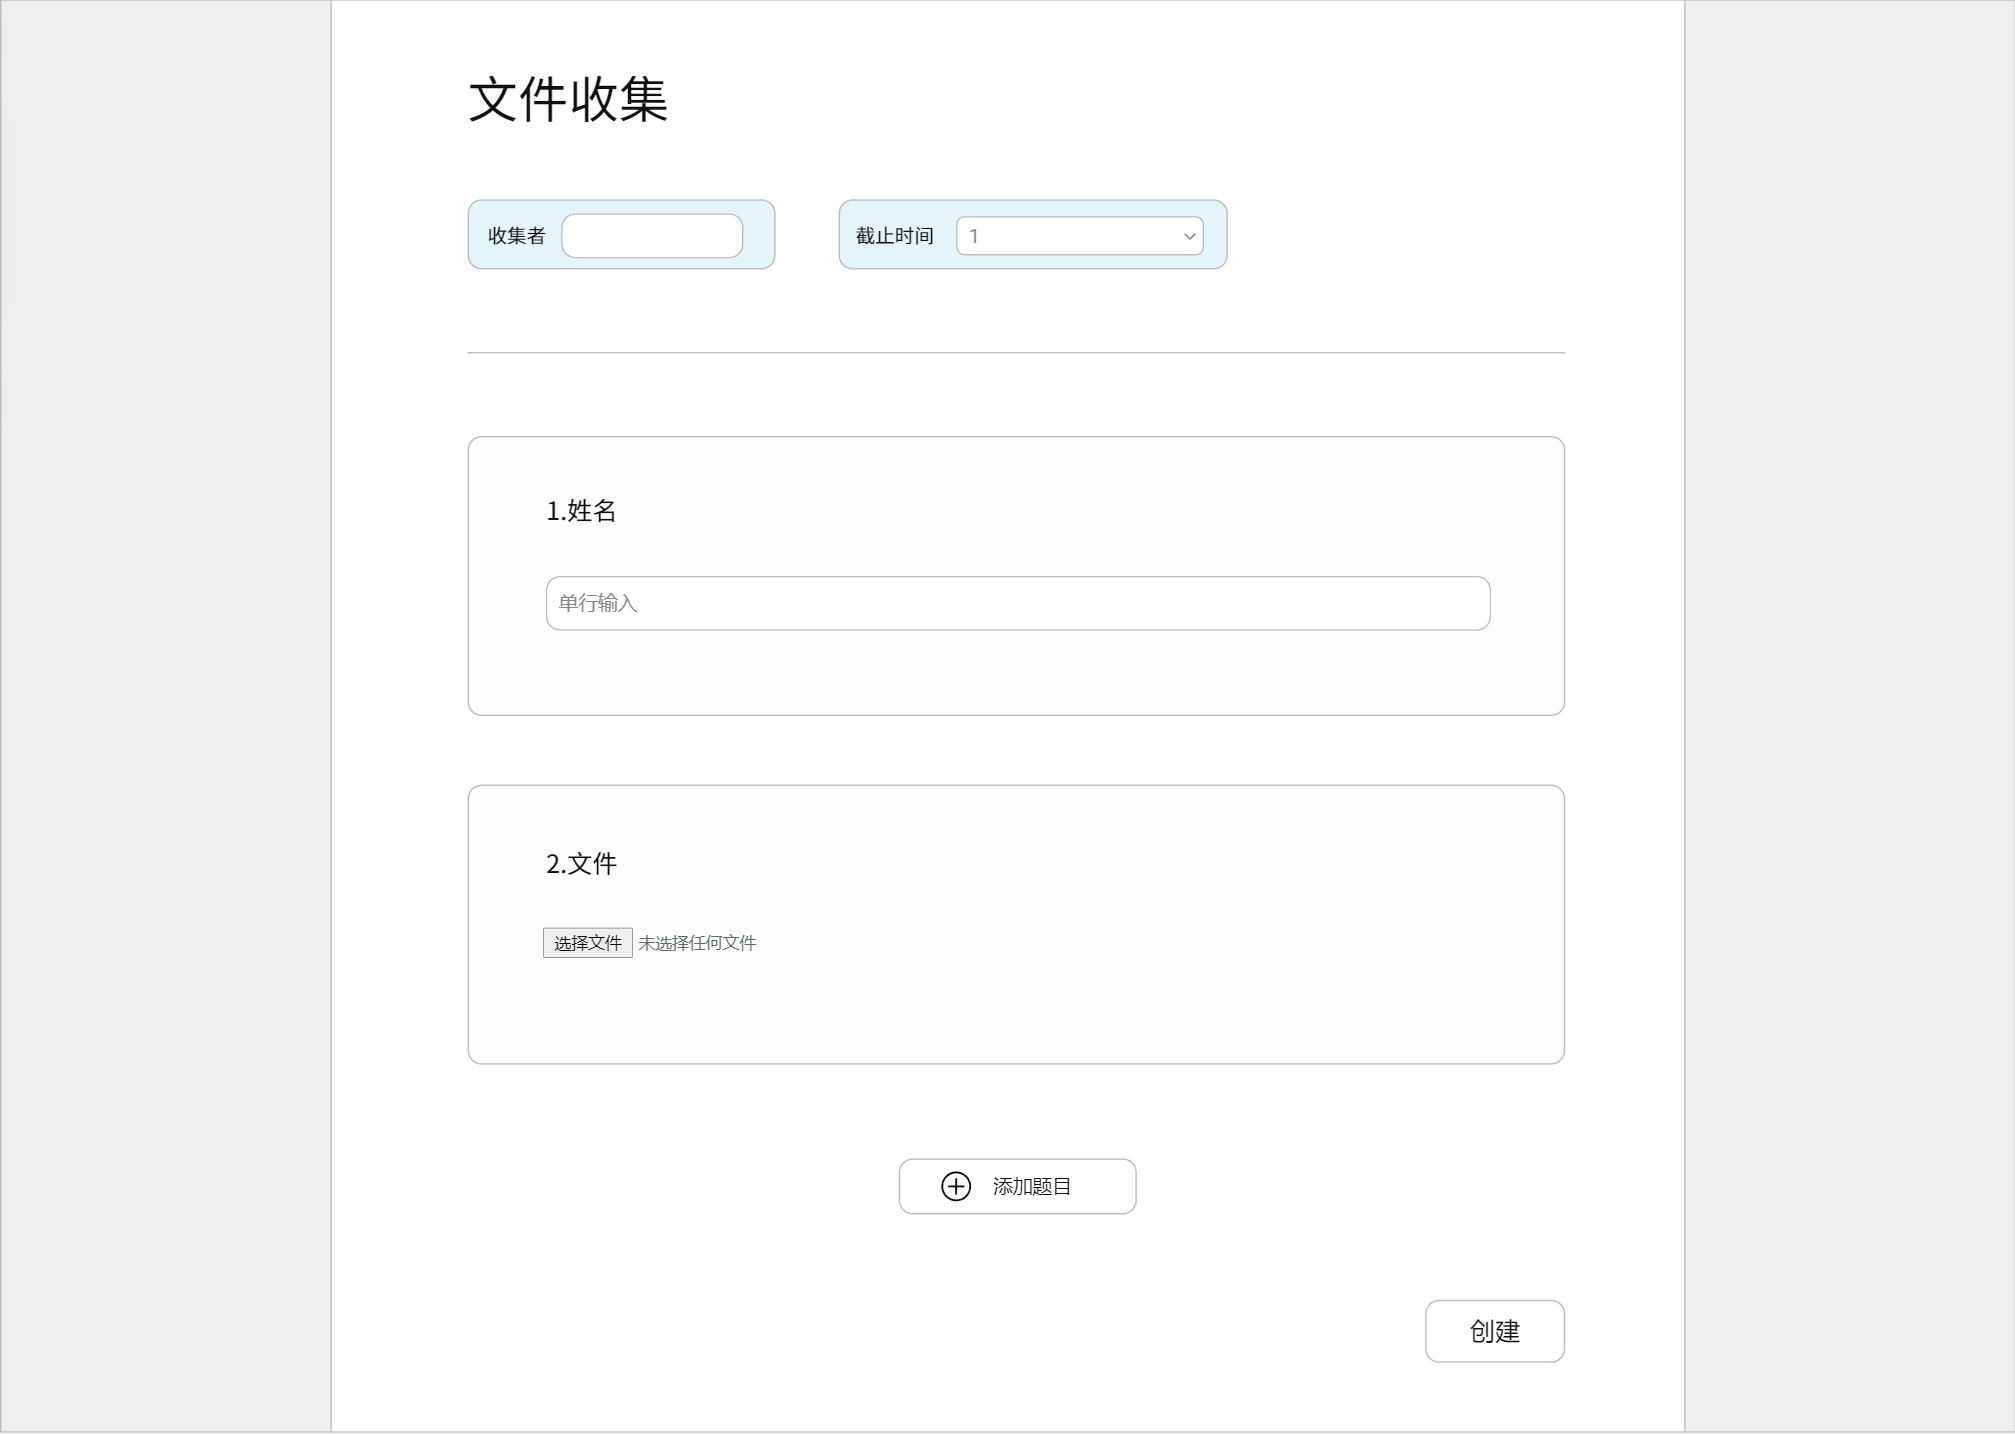 文件收集
收集者
截止时间 1
1.姓名
单行输入
2.文件
选择文件 未选择任何文件
添加题目
创建